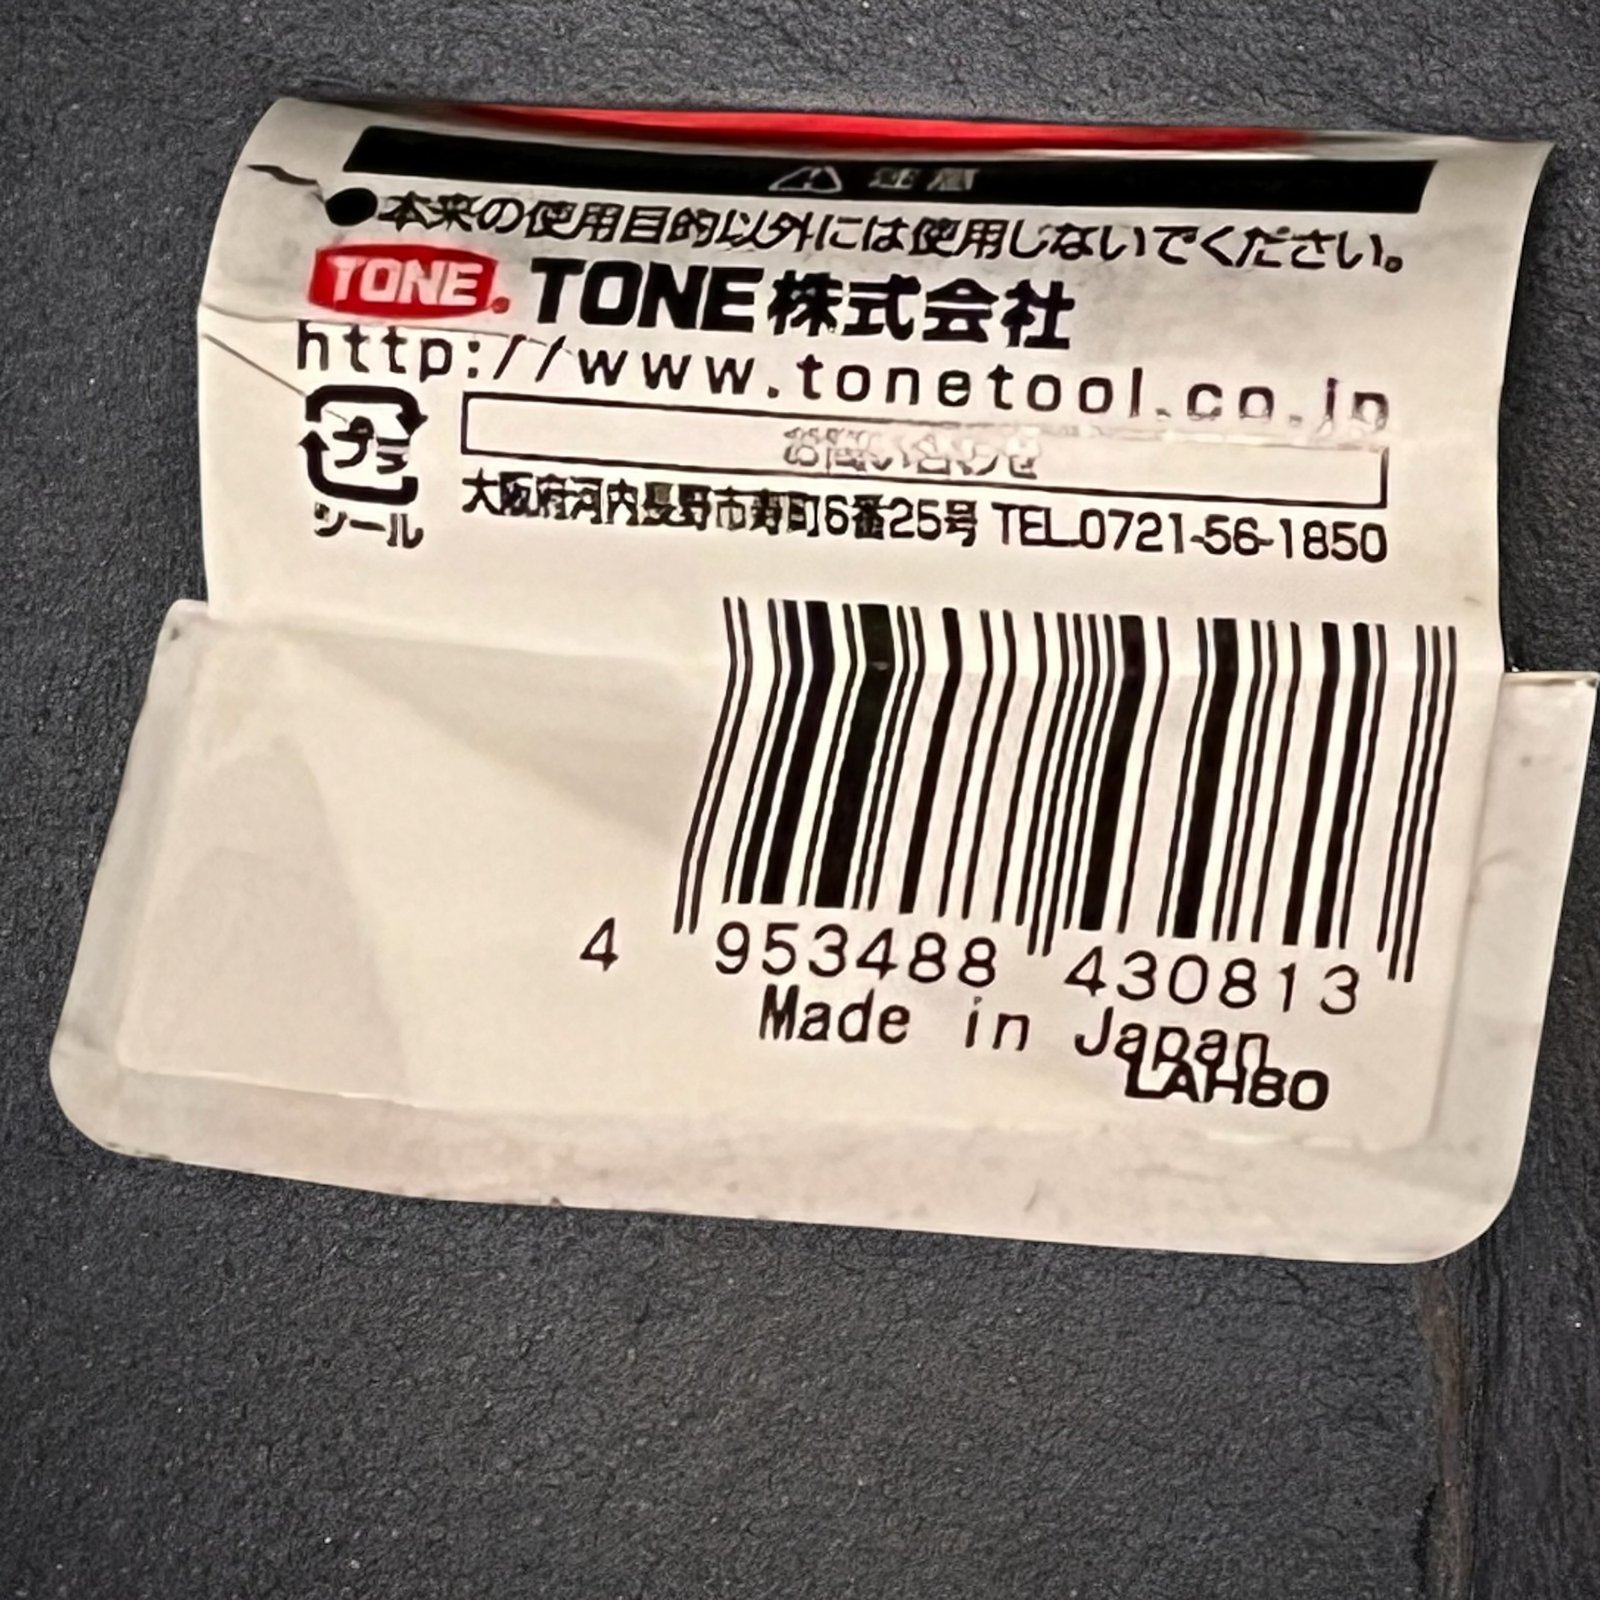 ⚠ 注意
●本来の使用目的以外には使用しないでください。
TONE® TONE株式会社
http://www.tonetool.co.jp
プラ
お問い合わせ
シール
大阪府河内長野市寿町6番25号 TEL.0721-56-1850
4 953488 430813
Made in Japan
LAH80